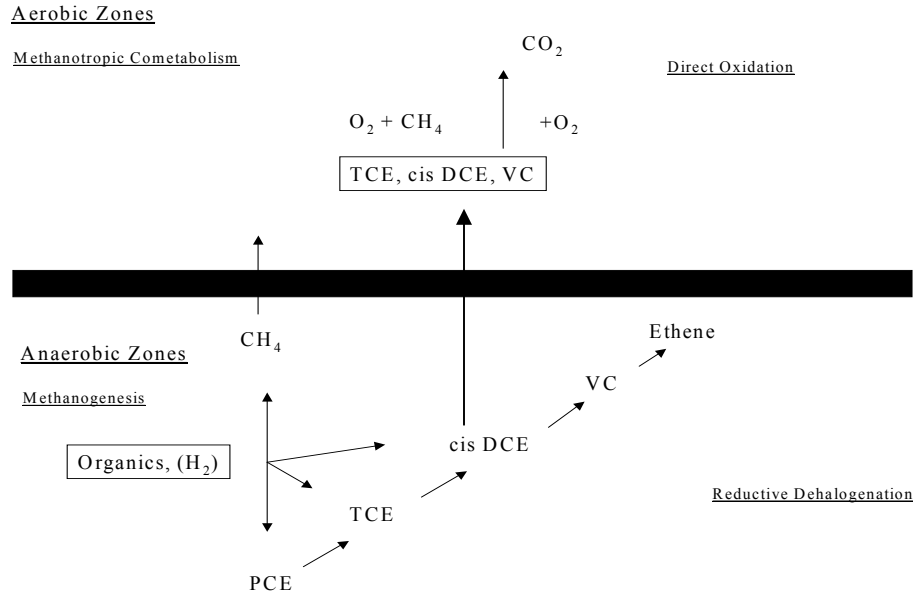 Aerobic Zones
Methanotropic Cometabolism
CO₂
Direct Oxidation
O₂ + CH₄
+O₂
TCE, cis DCE, VC
CH₄
Ethene
Anaerobic Zones
VC
Methanogenesis
cis DCE
Organics, (H₂)
Reductive Dehalogenation
TCE
PCE